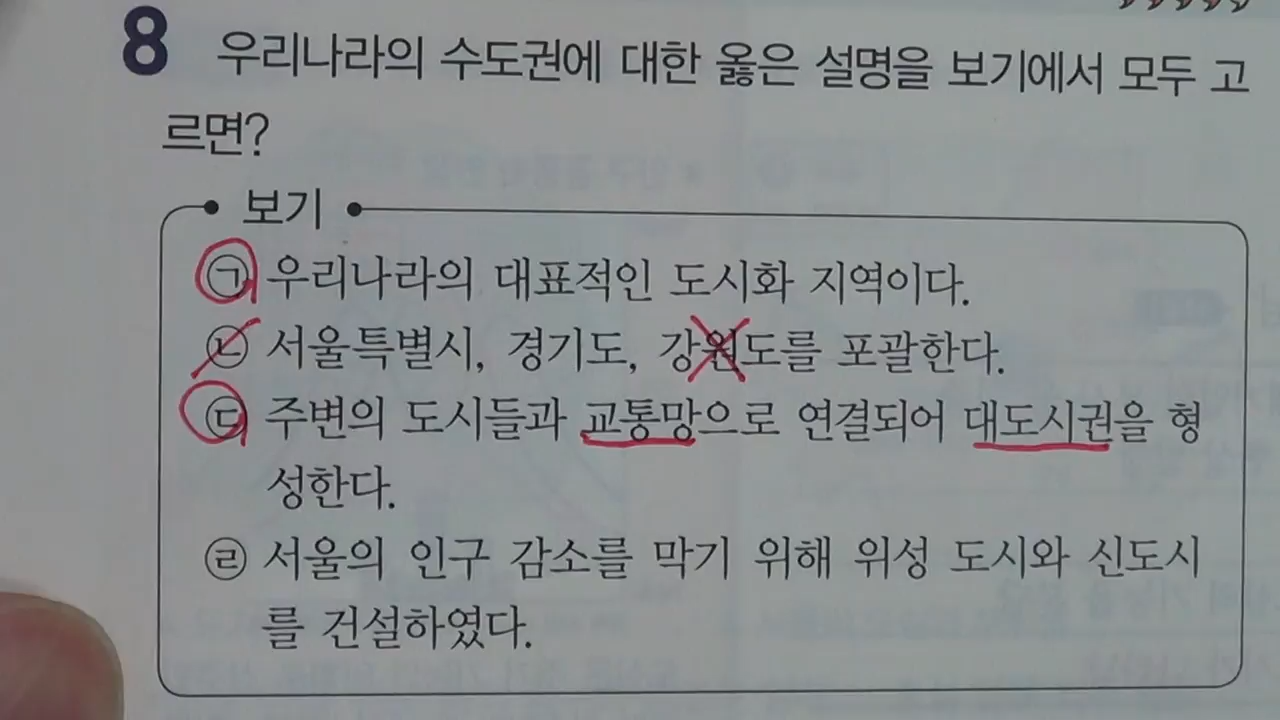 8 우리나라의 수도권에 대한 옳은 설명을 보기에서 모두 고
르면?
보기
㉠ 우리나라의 대표적인 도시화 지역이다.
㉡ 서울특별시, 경기도, 강원도를 포괄한다.
㉢ 주변의 도시들과 교통망으로 연결되어 대도시권을 형
성한다.
㉣ 서울의 인구 감소를 막기 위해 위성 도시와 신도시
를 건설하였다.